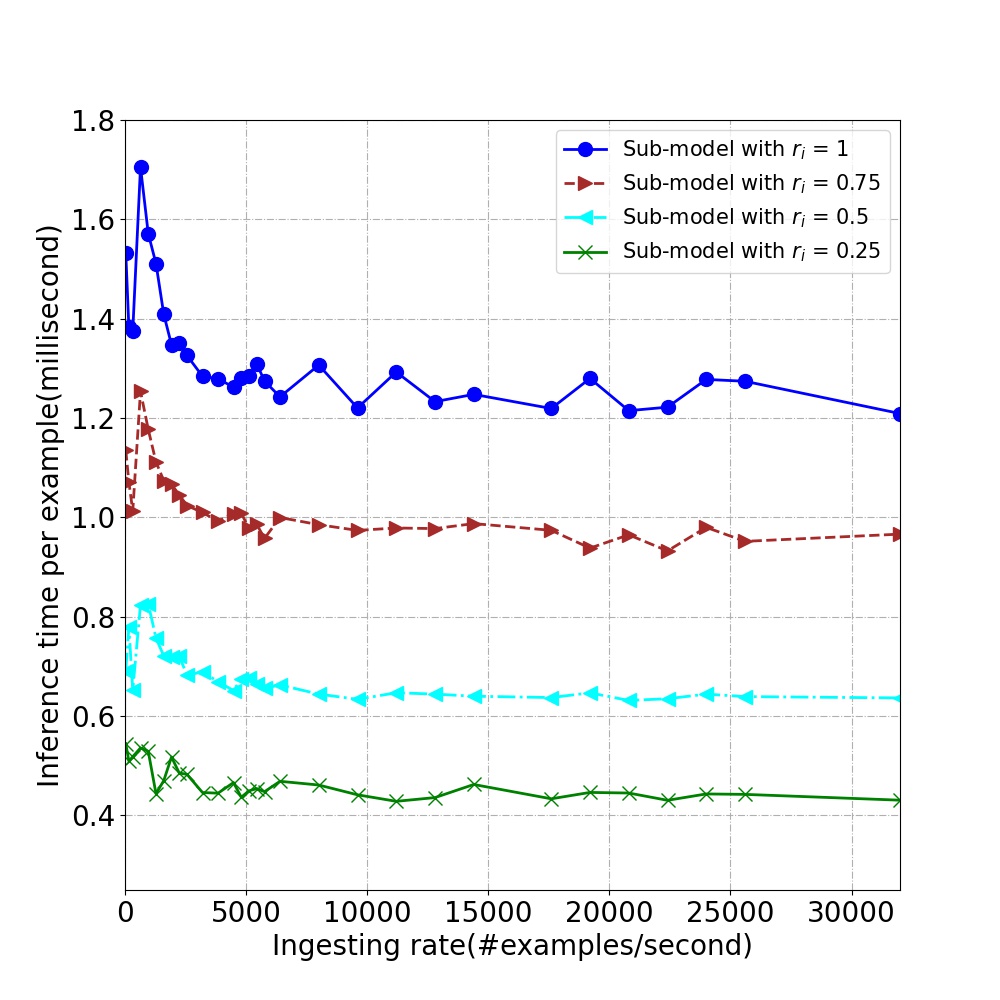 Sub-model with r_i = 1
Sub-model with r_i = 0.75
Sub-model with r_i = 0.5
Sub-model with r_i = 0.25
Inference time per example(millisecond)
1.8
1.6
1.4
1.2
1.0
0.8
0.6
0.4
0 5000 10000 15000 20000 25000 30000
Ingesting rate(#examples/second)